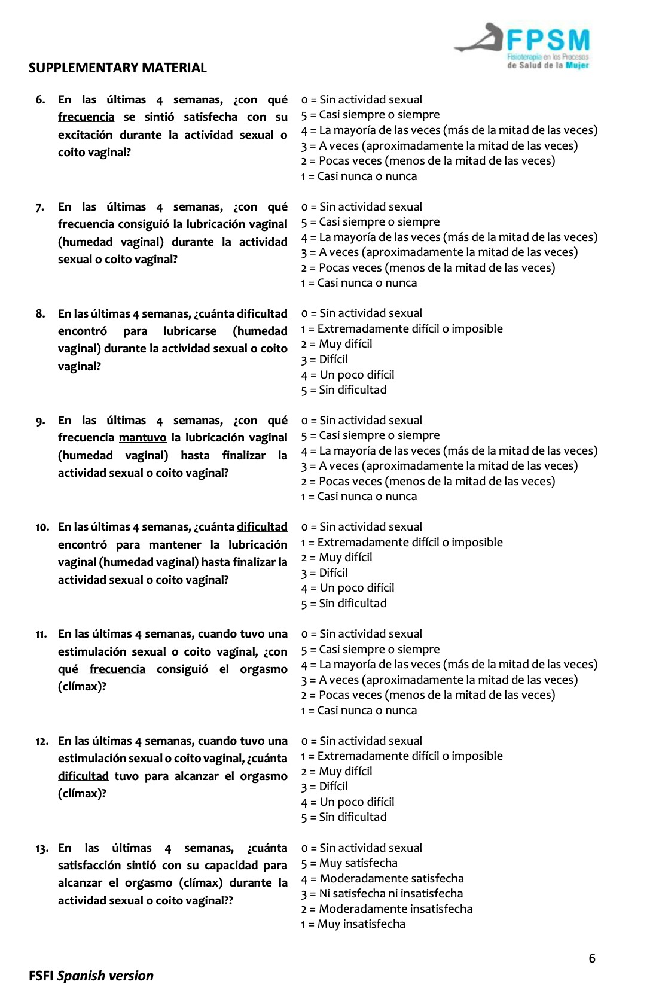 FPSM
Fisioterapia en los Procesos
de Salud de la Mujer
SUPPLEMENTARY MATERIAL
6. En las últimas 4 semanas, ¿con qué
frecuencia se sintió satisfecha con su
excitación durante la actividad sexual o
coito vaginal?
0 = Sin actividad sexual
5 = Casi siempre o siempre
4 = La mayoría de las veces (más de la mitad de las veces)
3 = A veces (aproximadamente la mitad de las veces)
2 = Pocas veces (menos de la mitad de las veces)
1 = Casi nunca o nunca
7. En las últimas 4 semanas, ¿con qué
frecuencia consiguió la lubricación vaginal
(humedad vaginal) durante la actividad
sexual o coito vaginal?
0 = Sin actividad sexual
5 = Casi siempre o siempre
4 = La mayoría de las veces (más de la mitad de las veces)
3 = A veces (aproximadamente la mitad de las veces)
2 = Pocas veces (menos de la mitad de las veces)
1 = Casi nunca o nunca
8. En las últimas 4 semanas, ¿cuánta dificultad
encontró para lubricarse (humedad
vaginal) durante la actividad sexual o coito
vaginal?
0 = Sin actividad sexual
1 = Extremadamente difícil o imposible
2 = Muy difícil
3 = Difícil
4 = Un poco difícil
5 = Sin dificultad
9. En las últimas 4 semanas, ¿con qué
frecuencia mantuvo la lubricación vaginal
(humedad vaginal) hasta finalizar la
actividad sexual o coito vaginal?
0 = Sin actividad sexual
5 = Casi siempre o siempre
4 = La mayoría de las veces (más de la mitad de las veces)
3 = A veces (aproximadamente la mitad de las veces)
2 = Pocas veces (menos de la mitad de las veces)
1 = Casi nunca o nunca
10. En las últimas 4 semanas, ¿cuánta dificultad
encontró para mantener la lubricación
vaginal (humedad vaginal) hasta finalizar la
actividad sexual o coito vaginal?
0 = Sin actividad sexual
1 = Extremadamente difícil o imposible
2 = Muy difícil
3 = Difícil
4 = Un poco difícil
5 = Sin dificultad
11. En las últimas 4 semanas, cuando tuvo una
estimulación sexual o coito vaginal, ¿con
qué frecuencia consiguió el orgasmo
(clímax)?
0 = Sin actividad sexual
5 = Casi siempre o siempre
4 = La mayoría de las veces (más de la mitad de las veces)
3 = A veces (aproximadamente la mitad de las veces)
2 = Pocas veces (menos de la mitad de las veces)
1 = Casi nunca o nunca
12. En las últimas 4 semanas, cuando tuvo una
estimulación sexual o coito vaginal, ¿cuánta
dificultad tuvo para alcanzar el orgasmo
(clímax)?
0 = Sin actividad sexual
1 = Extremadamente difícil o imposible
2 = Muy difícil
3 = Difícil
4 = Un poco difícil
5 = Sin dificultad
13. En las últimas 4 semanas, ¿cuánta
satisfacción sintió con su capacidad para
alcanzar el orgasmo (clímax) durante la
actividad sexual o coito vaginal??
0 = Sin actividad sexual
5 = Muy satisfecha
4 = Moderadamente satisfecha
3 = Ni satisfecha ni insatisfecha
2 = Moderadamente insatisfecha
1 = Muy insatisfecha
6
FSFI Spanish version